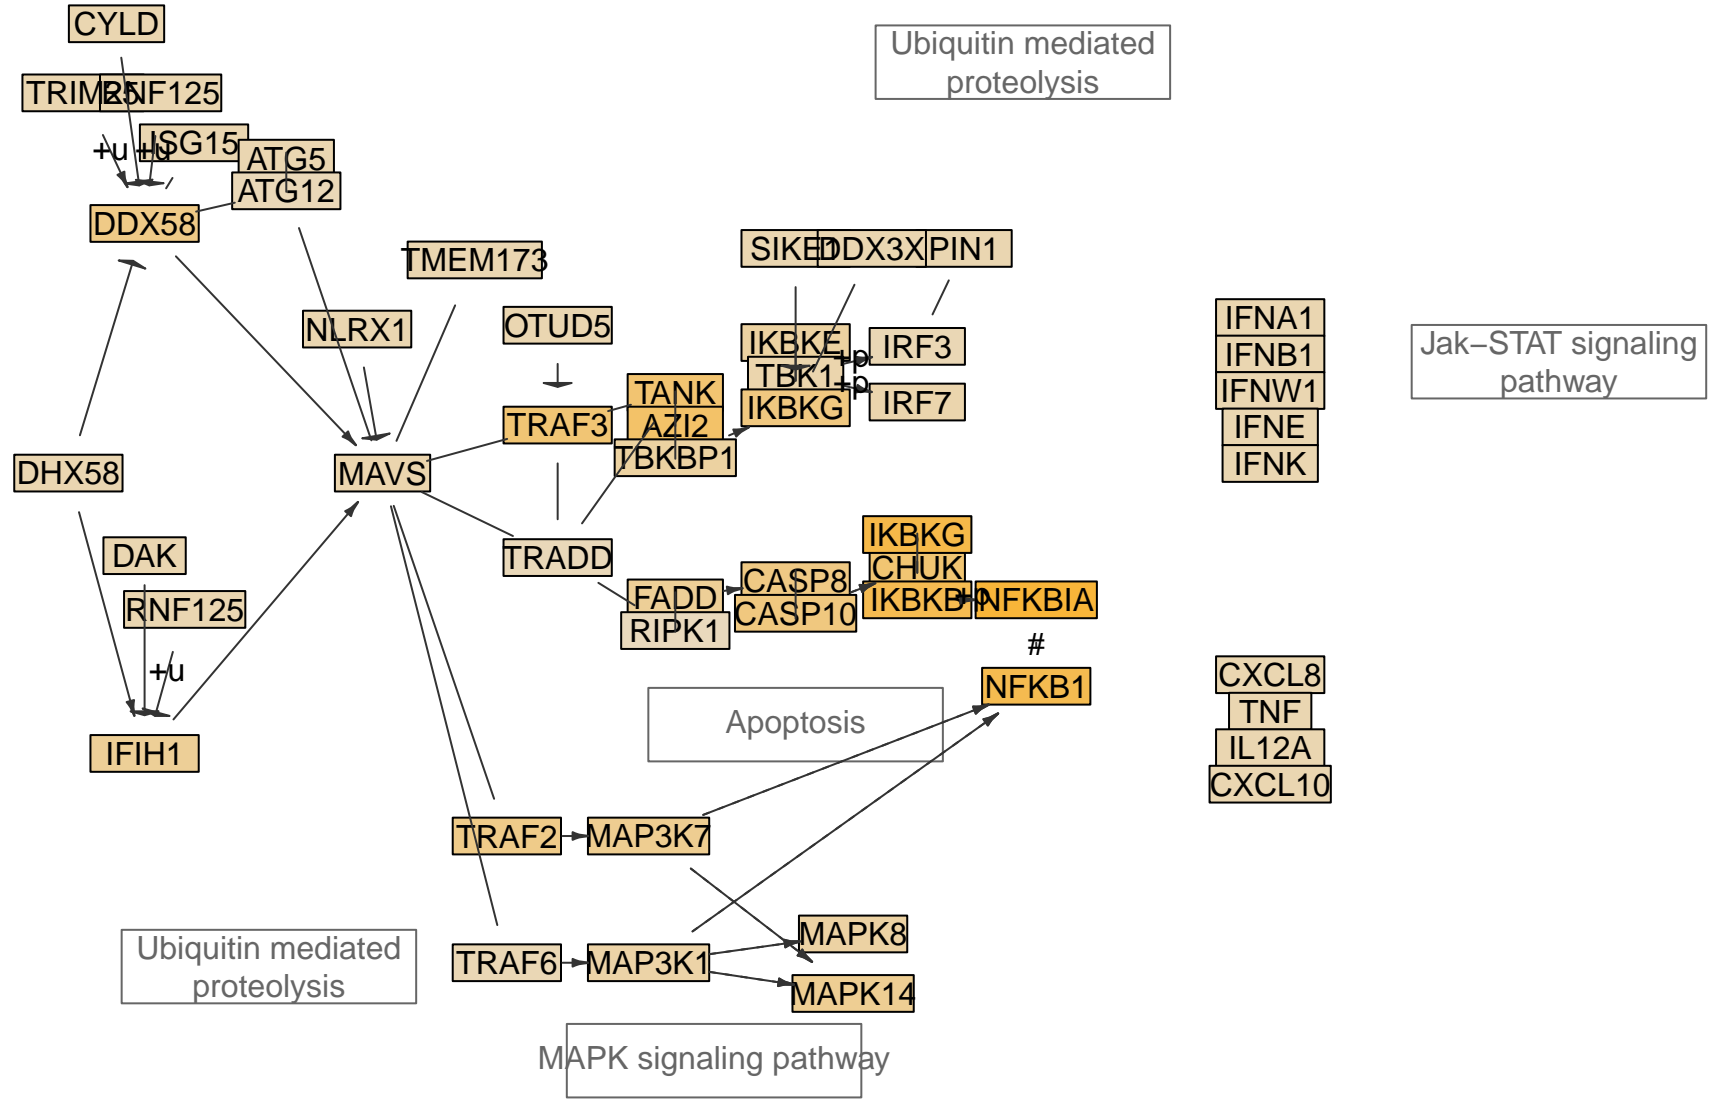 CYLD
Ubiquitin mediated
proteolysis
TRIM25
RNF125
ISG15
+u
+u
ATG5
ATG12
DDX58
TMEM173
SIKE1
DDX3X
PIN1
NLRX1
OTUD5
IKBKE
IRF3
+p
TBK1
+p
IKBKG
IRF7
IFNA1
IFNB1
IFNW1
IFNE
IFNK
Jak–STAT signaling
pathway
TANK
TRAF3
AZI2
TBKBP1
DHX58
MAVS
DAK
RNF125
+u
IFIH1
TRADD
FADD
RIPK1
CASP8
CASP10
IKBKG
CHUK
IKBKB
+p
NFKBIA
#
NFKB1
Apoptosis
CXCL8
TNF
IL12A
CXCL10
TRAF2
MAP3K7
TRAF6
MAP3K1
MAPK8
MAPK14
Ubiquitin mediated
proteolysis
MAPK signaling pathway